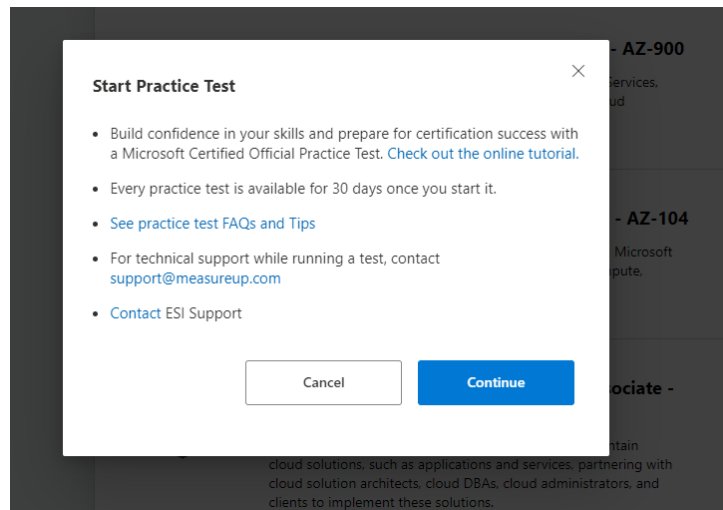 - AZ-900
Start Practice Test
Services,
• Build confidence in your skills and prepare for certification success with
a Microsoft Certified Official Practice Test. Check out the online tutorial.
• Every practice test is available for 30 days once you start it.
- AZ-104
• See practice test FAQs and Tips
Microsoft
• For technical support while running a test, contact
support@measureup.com
• Contact ESI Support
Cancel
Continue
ociate -
ntain
cloud solutions, such as applications and services, partnering with
cloud solution architects, cloud DBAs, cloud administrators, and
clients to implement these solutions.